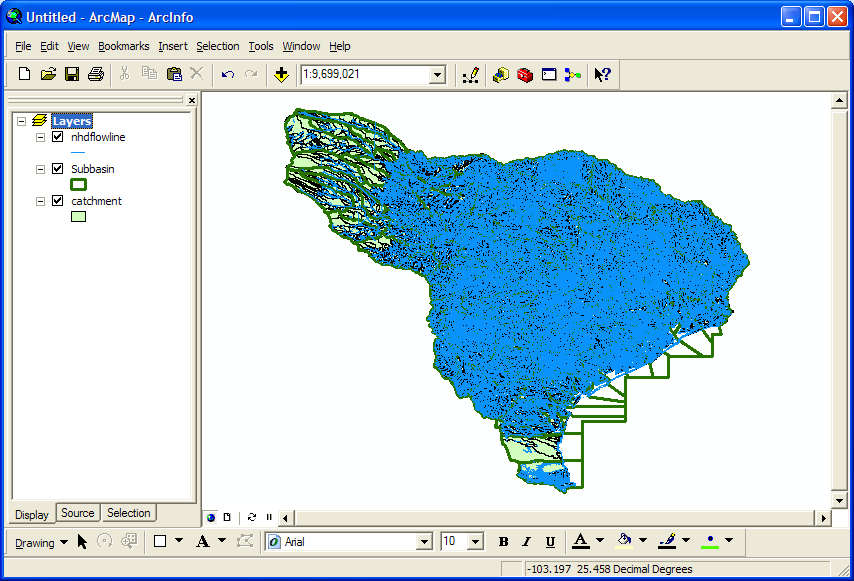 Untitled - ArcMap - ArcInfo
File Edit View Bookmarks Insert Selection Tools Window Help
1:9,699,021
Layers
nhdflowline
Subbasin
catchment
Display Source Selection
Drawing A Arial 10 B I U A
-103.197 25.458 Decimal Degrees